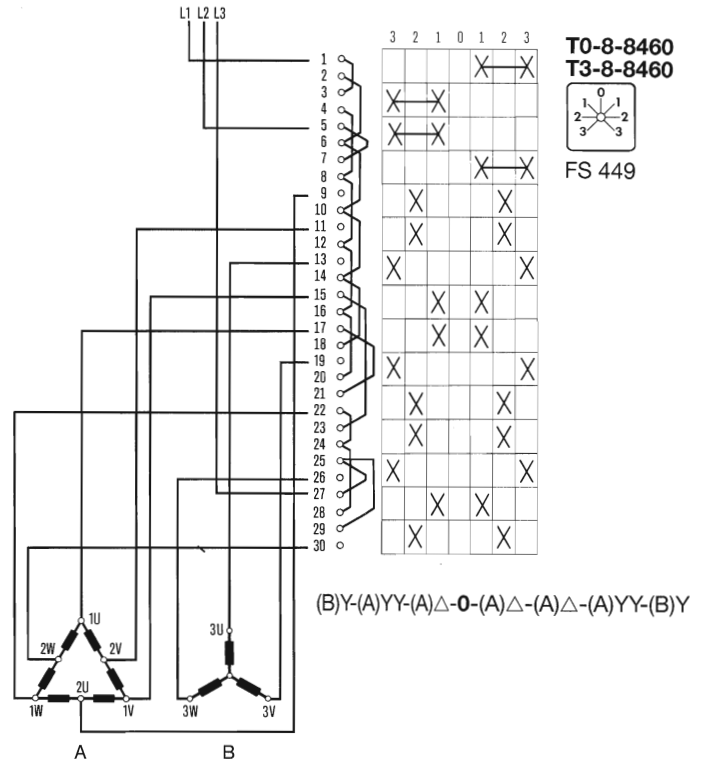 L1 L2 L3
3 2 1 0 1 2 3
1
2
3
4
5
6
7
8
9
10
11
12
13
14
15
16
17
18
19
20
21
22
23
24
25
26
27
28
29
30
T0-8-8460
T3-8-8460
0
1 1
2 2
3 3
FS 449
(B)Y-(A)YY-(A)△-0-(A)△-(A)△-(A)YY-(B)Y
1U
2W 2V
1W 2U 1V
3U
3W 3V
A B